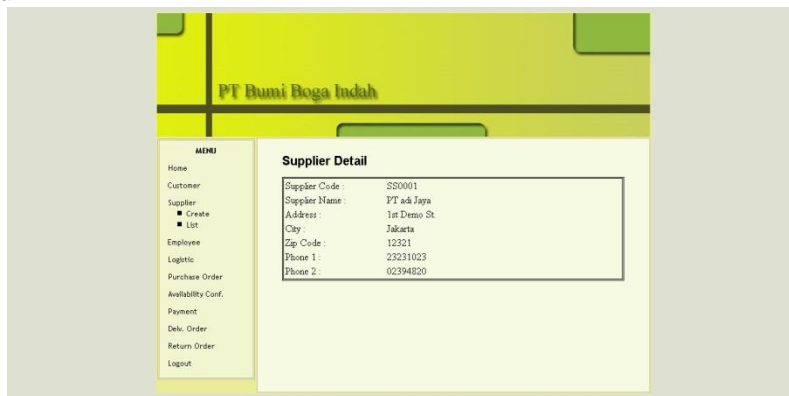 PT Bumi Boga Indah
MENU
Home
Customer
Supplier
Create
List
Employee
Logistic
Purchase Order
Availability Conf.
Payment
Delv. Order
Return Order
Logout
Supplier Detail
Supplier Code : SS0001
Supplier Name : PT adi Jaya
Address : 1st Demo St.
City : Jakarta
Zip Code : 12321
Phone 1 : 23231023
Phone 2 : 02394820